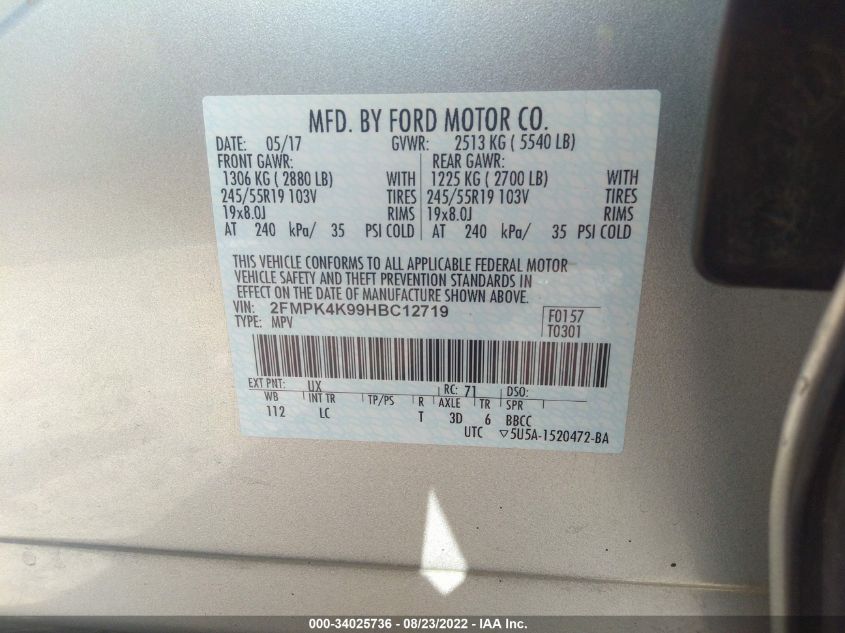 MFD. BY FORD MOTOR CO.
DATE: 05/17 GVWR: 2513 KG ( 5540 LB)
FRONT GAWR: REAR GAWR:
1306 KG ( 2880 LB) WITH 1225 KG ( 2700 LB) WITH
245/55R19 103V TIRES 245/55R19 103V TIRES
19x8.0J RIMS 19x8.0J RIMS
AT 240 kPa/ 35 PSI COLD AT 240 kPa/ 35 PSI COLD
THIS VEHICLE CONFORMS TO ALL APPLICABLE FEDERAL MOTOR
VEHICLE SAFETY AND THEFT PREVENTION STANDARDS IN
EFFECT ON THE DATE OF MANUFACTURE SHOWN ABOVE.
VIN: 2FMPK4K99HBC12719 F0157
TYPE: MPV T0301
EXT PNT: UX RC: 71 DSO:
WB INT TR TP/PS R AXLE TR SPR
112 LC T 3D 6 BBCC
UTC ▽5U5A-1520472-BA
000-34025736 - 08/23/2022 - IAA Inc.